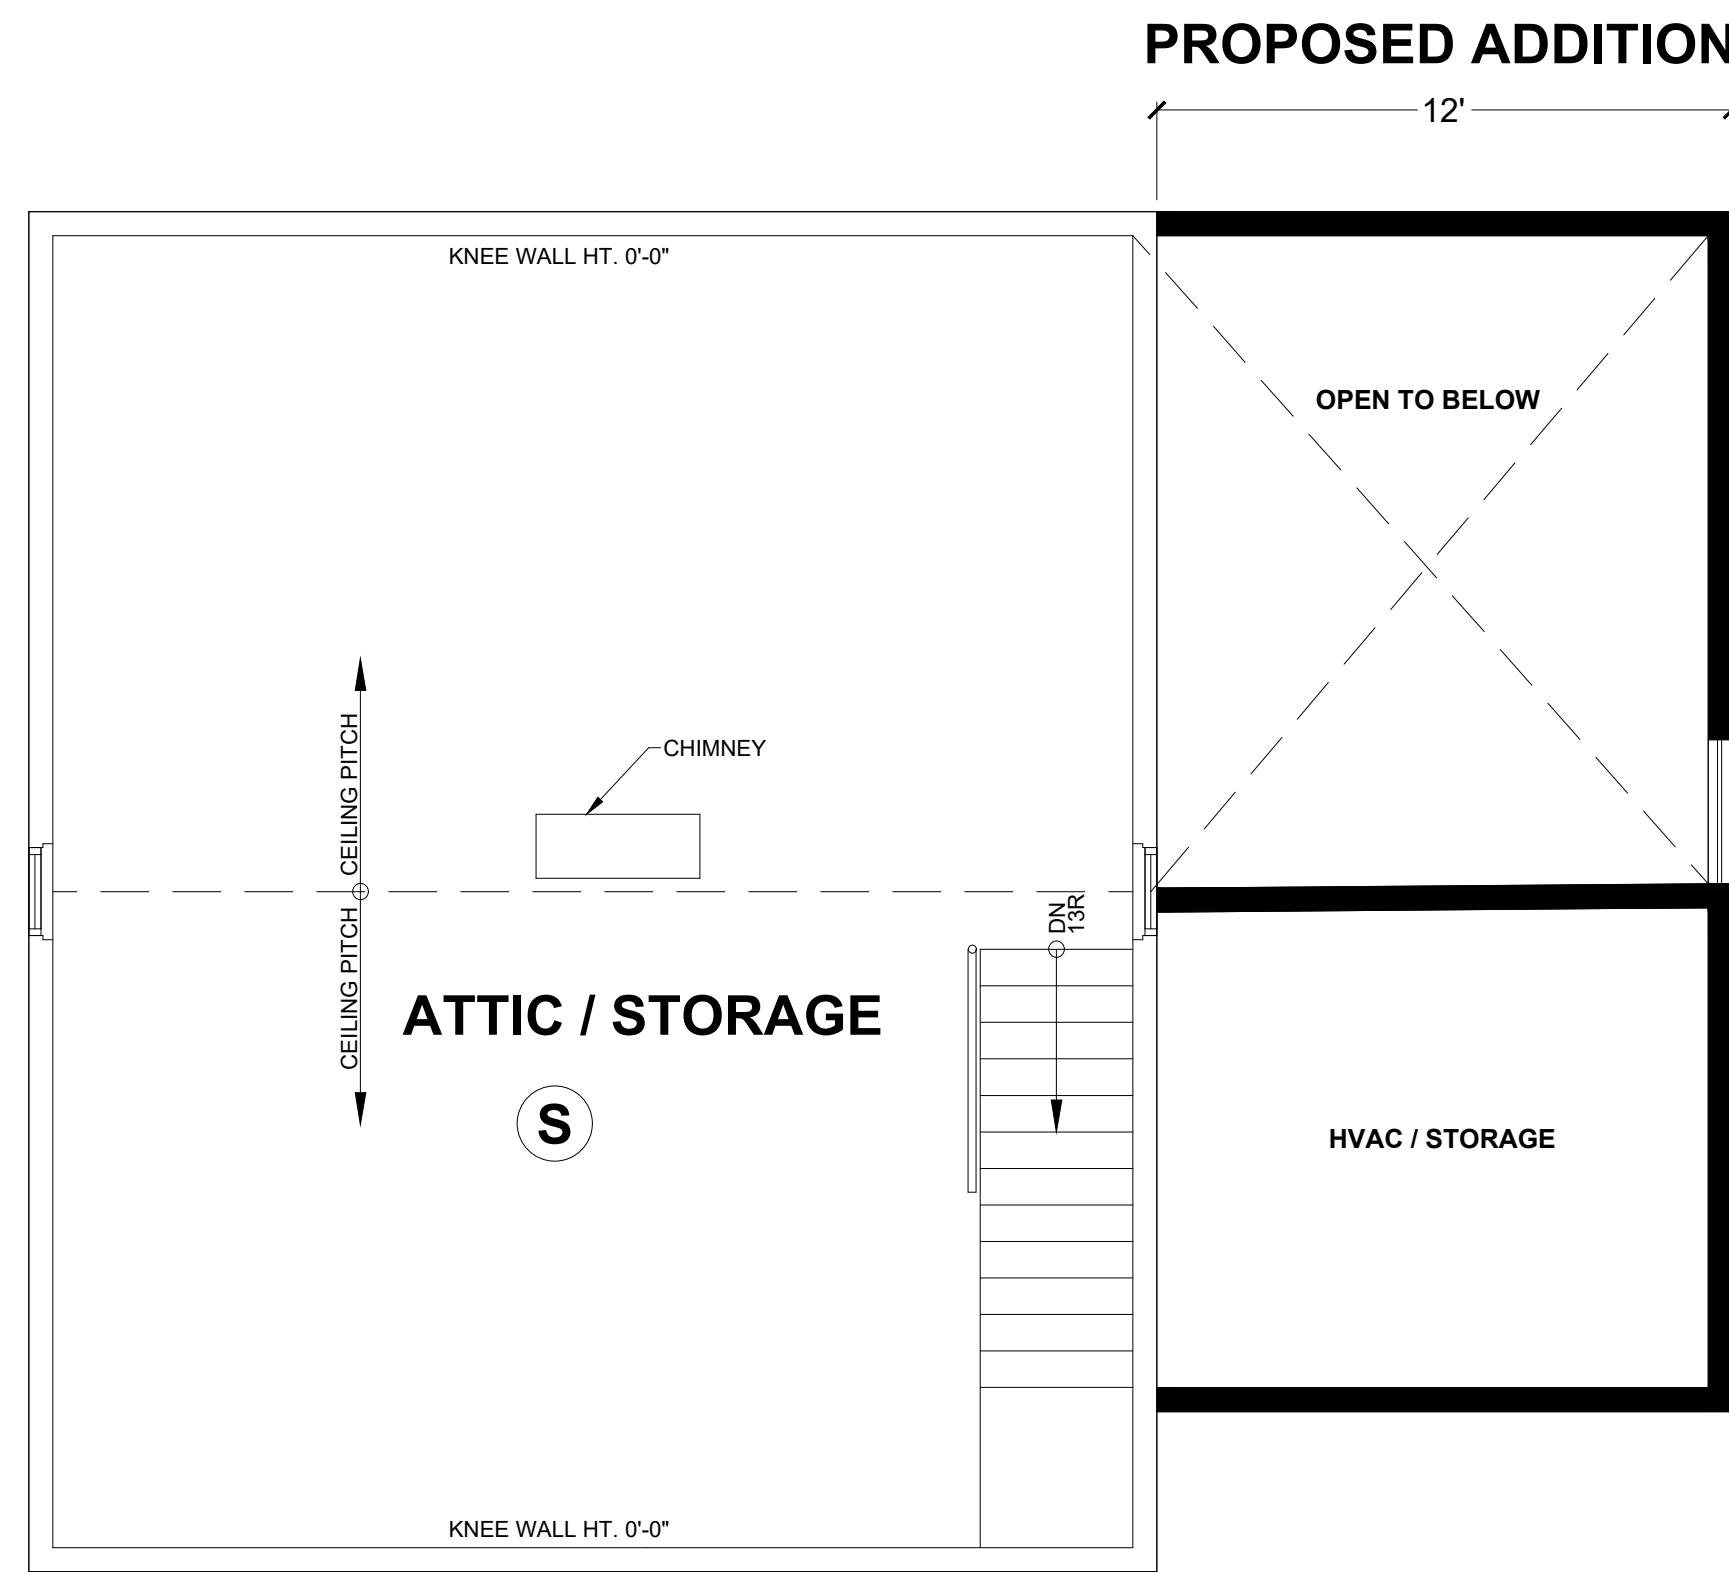 PROPOSED ADDITION
12'
KNEE WALL HT. 0'-0"
OPEN TO BELOW
CEILING PITCH
CHIMNEY
CEILING PITCH
DN
13R
ATTIC / STORAGE
S
HVAC / STORAGE
KNEE WALL HT. 0'-0"